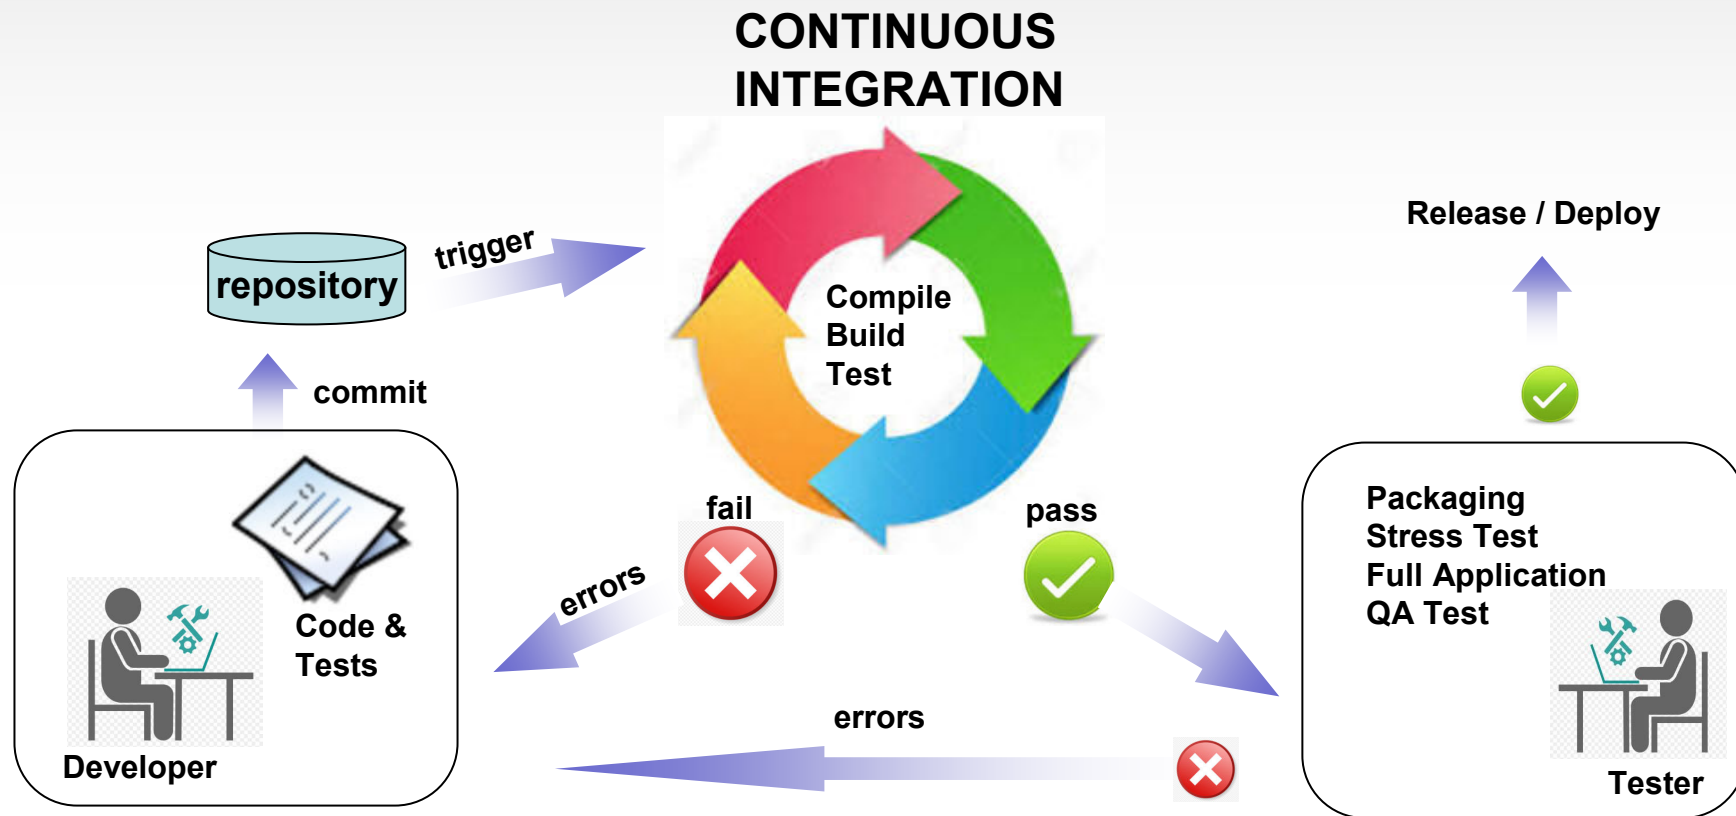 CONTINUOUS
INTEGRATION
repository
trigger
Compile
Build
Test
Release / Deploy
commit
fail
pass
errors
Code &
Tests
Developer
Packaging
Stress Test
Full Application
QA Test
Tester
errors